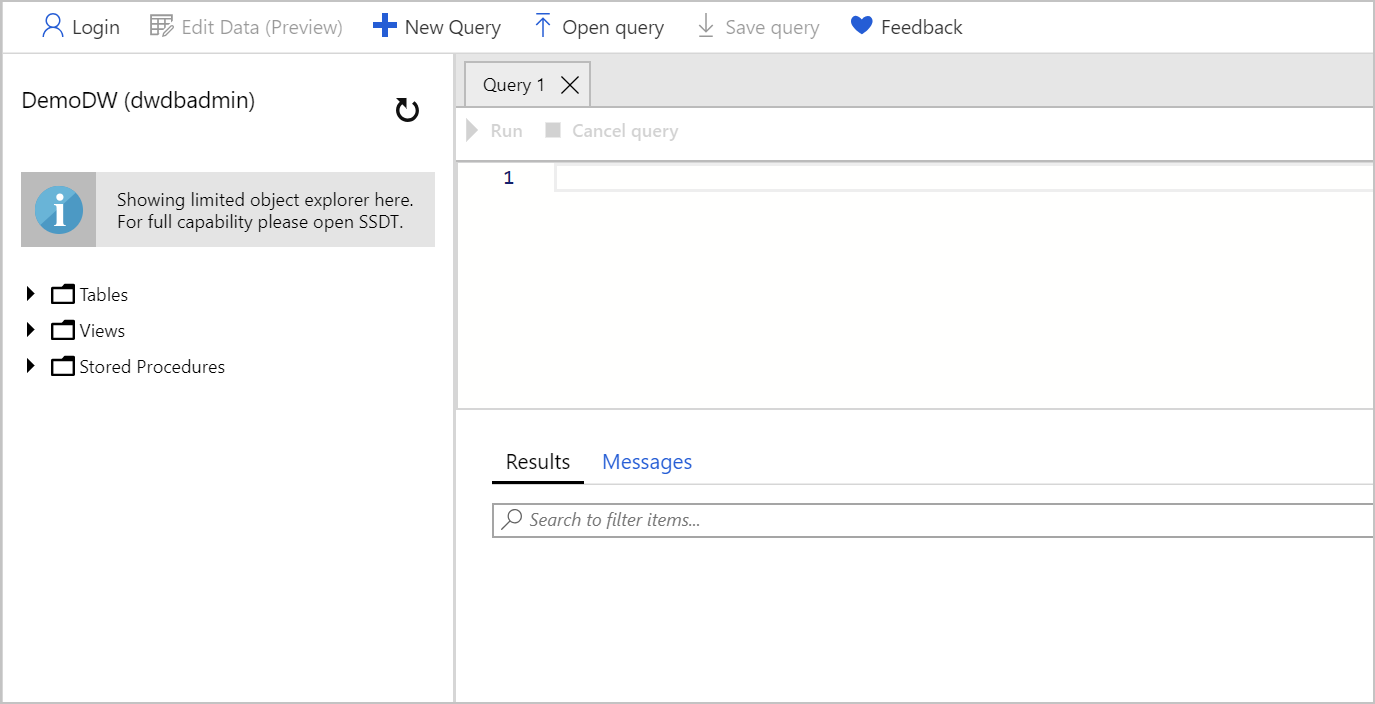 Login Edit Data (Preview) New Query Open query Save query Feedback
DemoDW (dwdbadmin)
Showing limited object explorer here.
For full capability please open SSDT.
Tables
Views
Stored Procedures
Query 1
Run Cancel query
1
Results Messages
Search to filter items...